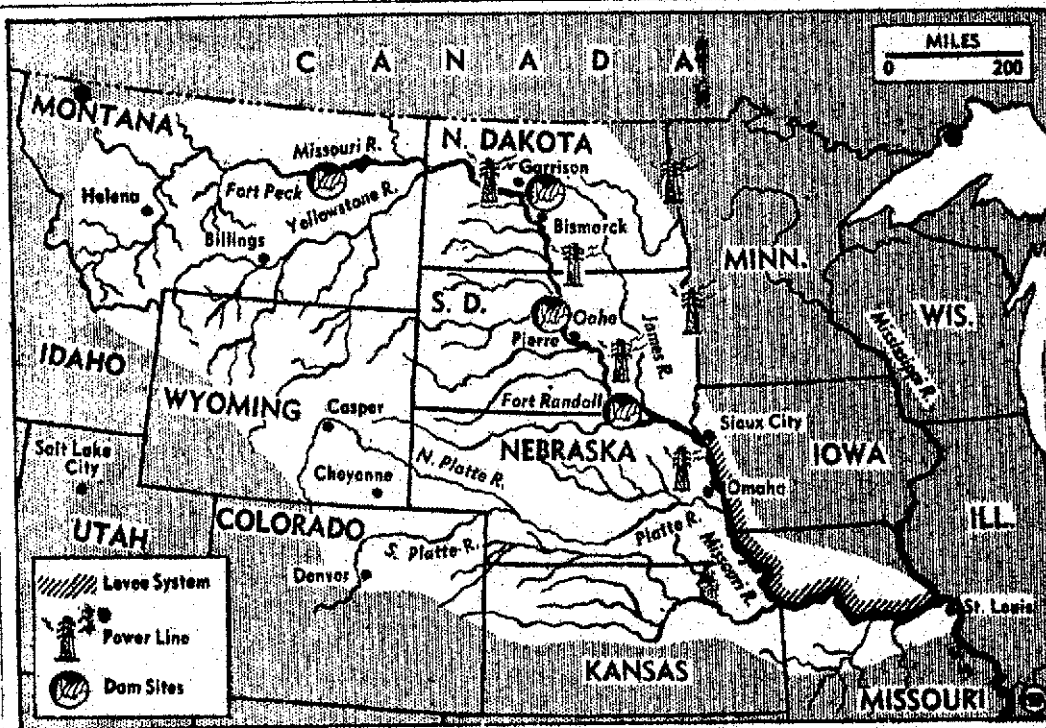 CANADA
MILES
0 200
MONTANA
N. DAKOTA
Missouri R.
Garrison
Fort Peck
Helena
Yellowstone R.
Bismarck
Billings
MINN.
S. D.
Oahe
WIS.
Pierre
James R.
Mississippi R.
IDAHO
WYOMING
Casper
Fort Randall
Sioux City
Salt Lake
City
NEBRASKA
IOWA
N. Platte R.
Cheyenne
Omaha
UTAH
COLORADO
Platte R.
ILL.
S. Platte R.
Missouri R.
Denver
Levee System
St. Louis
Power Line
KANSAS
Dam Sites
MISSOURI